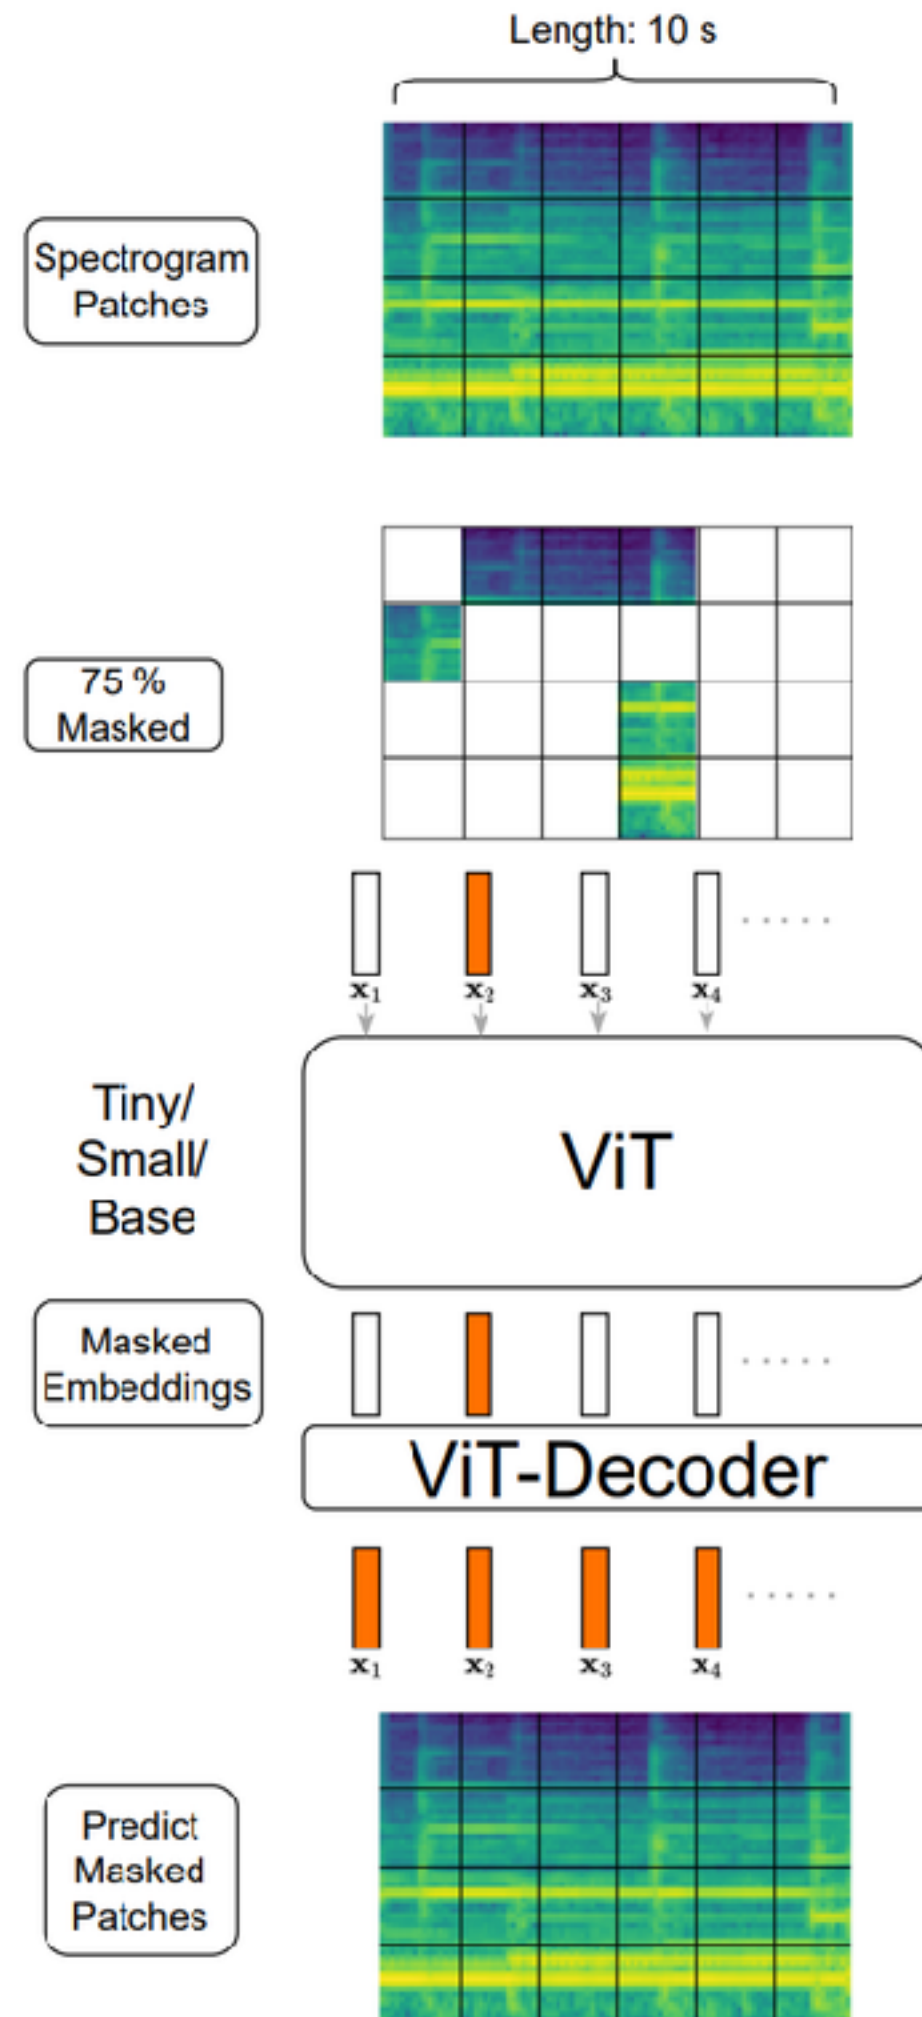 Length: 10 s
Spectrogram
Patches
75 %
Masked
x₁
x₂
x₃
x₄
.....
Tiny/
Small/
Base
ViT
Masked
Embeddings
.....
ViT-Decoder
.....
x₁
x₂
x₃
x₄
Predict
Masked
Patches